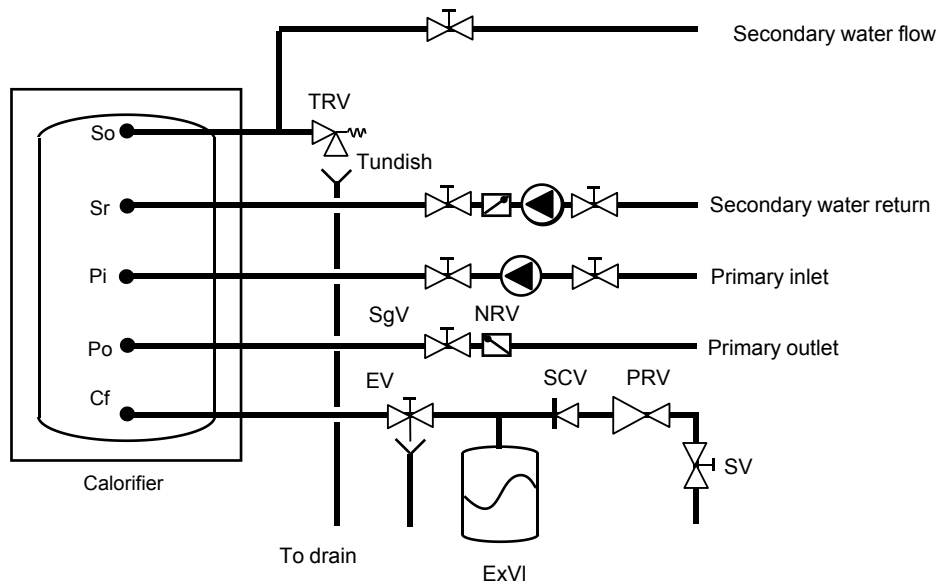 Secondary water flow
TRV
So
Tundish
Sr
Secondary water return
Pi
Primary inlet
SgV
NRV
Po
Primary outlet
EV
SCV
PRV
Cf
SV
Calorifier
To drain
ExVl